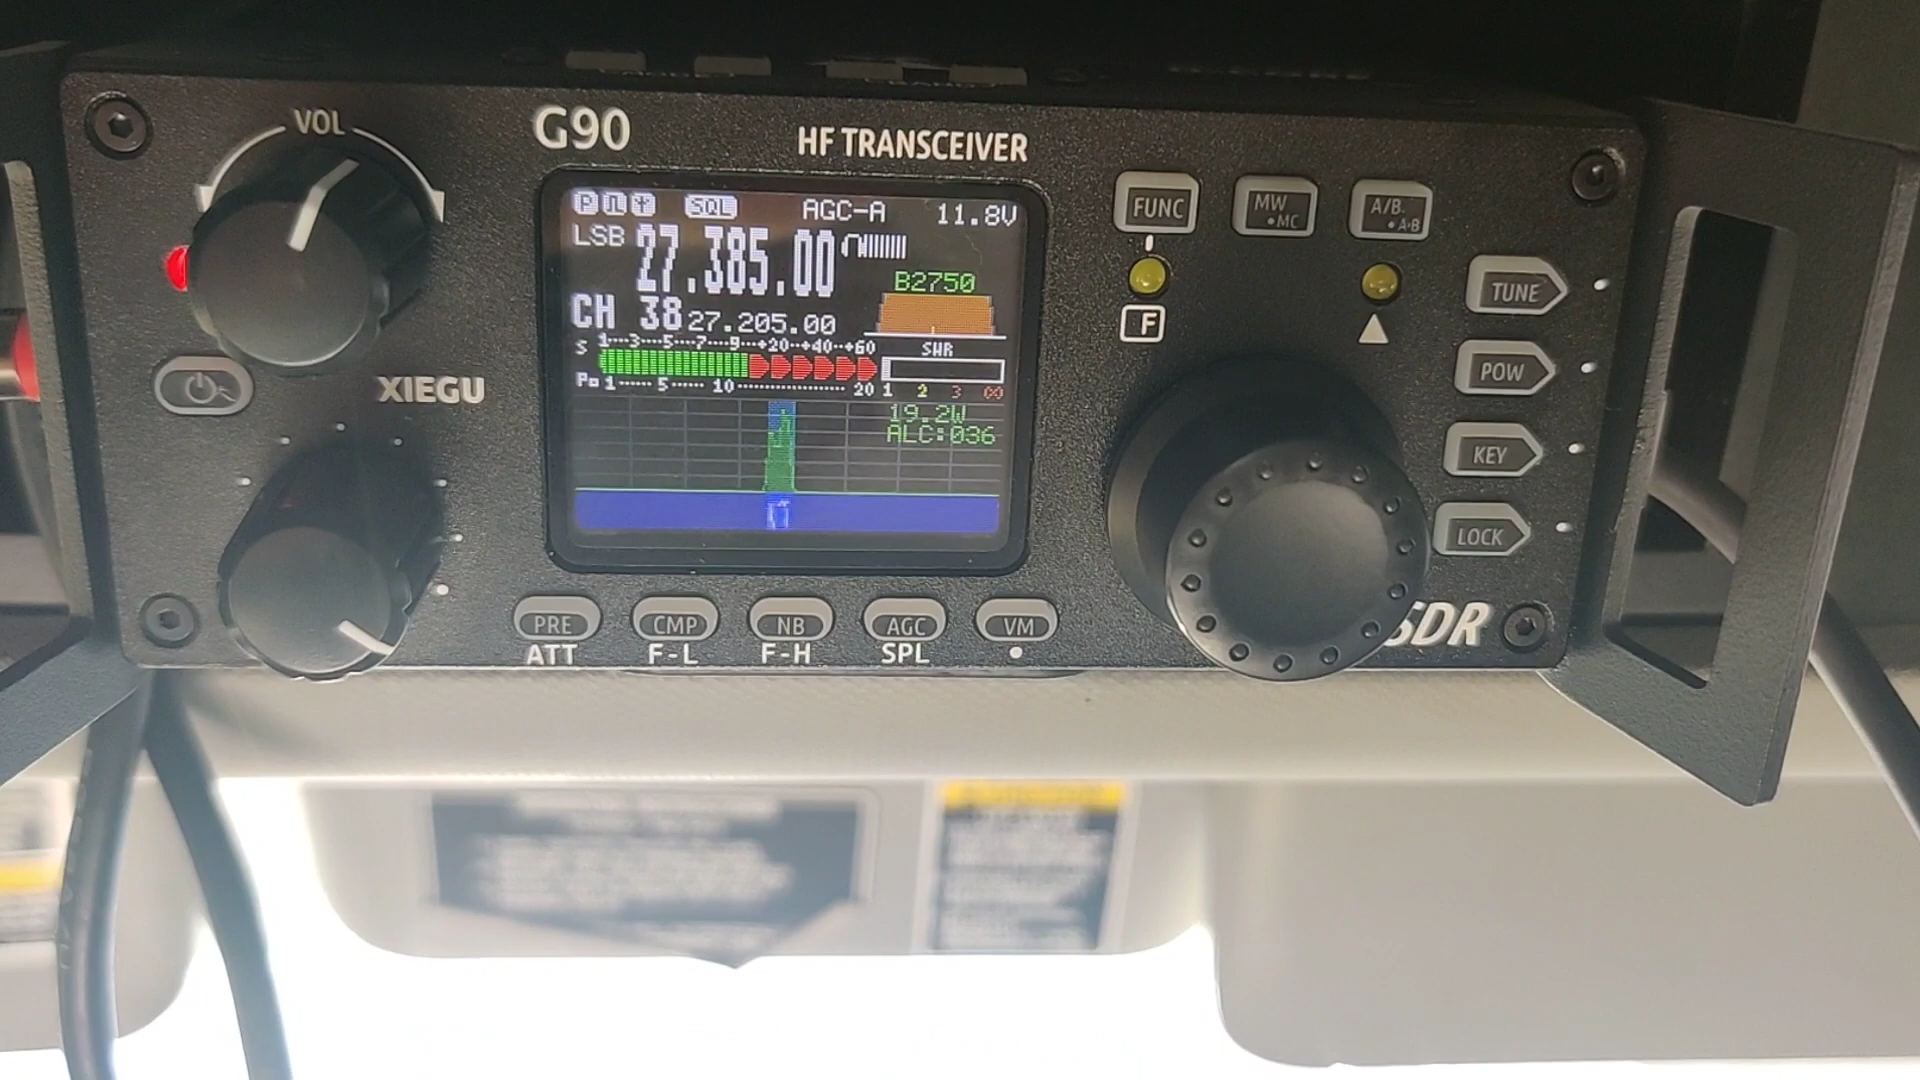 VOL
G90
HF TRANSCEIVER
P SQL AGC-A 11.8V
LSB 27.385.00
B2750
CH 38 27.205.00
S 1 3 5 7 9 +20 +40 +60
SWR
Po 1 5 10 20 1 2 3 ∞
19.2W
ALC:036
XIEGU
FUNC
MW
•MC
A/B
•A›B
F
TUNE
POW
KEY
LOCK
SDR
PRE CMP NB AGC VM
ATT F-L F-H SPL